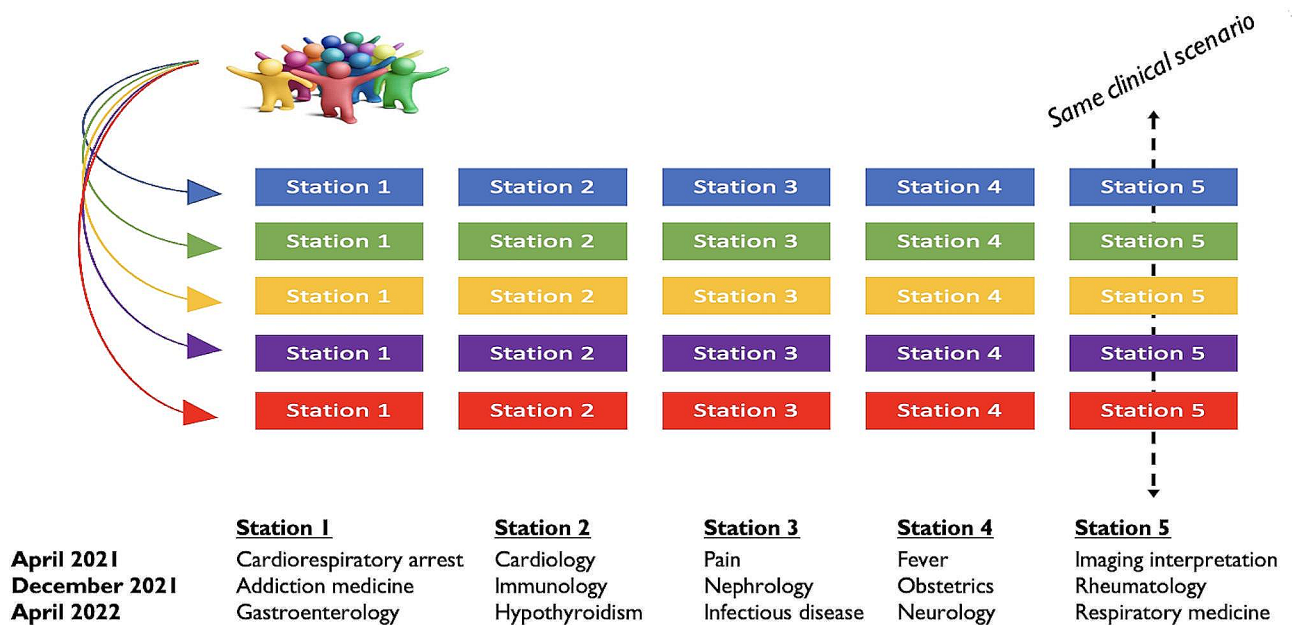 Same clinical scenario
Station 1 Station 2 Station 3 Station 4 Station 5
Station 1 Station 2 Station 3 Station 4 Station 5
Station 1 Station 2 Station 3 Station 4 Station 5
Station 1 Station 2 Station 3 Station 4 Station 5
Station 1 Station 2 Station 3 Station 4 Station 5
Station 1 Station 2 Station 3 Station 4 Station 5
April 2021 Cardiorespiratory arrest Cardiology Pain Fever Imaging interpretation
December 2021 Addiction medicine Immunology Nephrology Obstetrics Rheumatology
April 2022 Gastroenterology Hypothyroidism Infectious disease Neurology Respiratory medicine